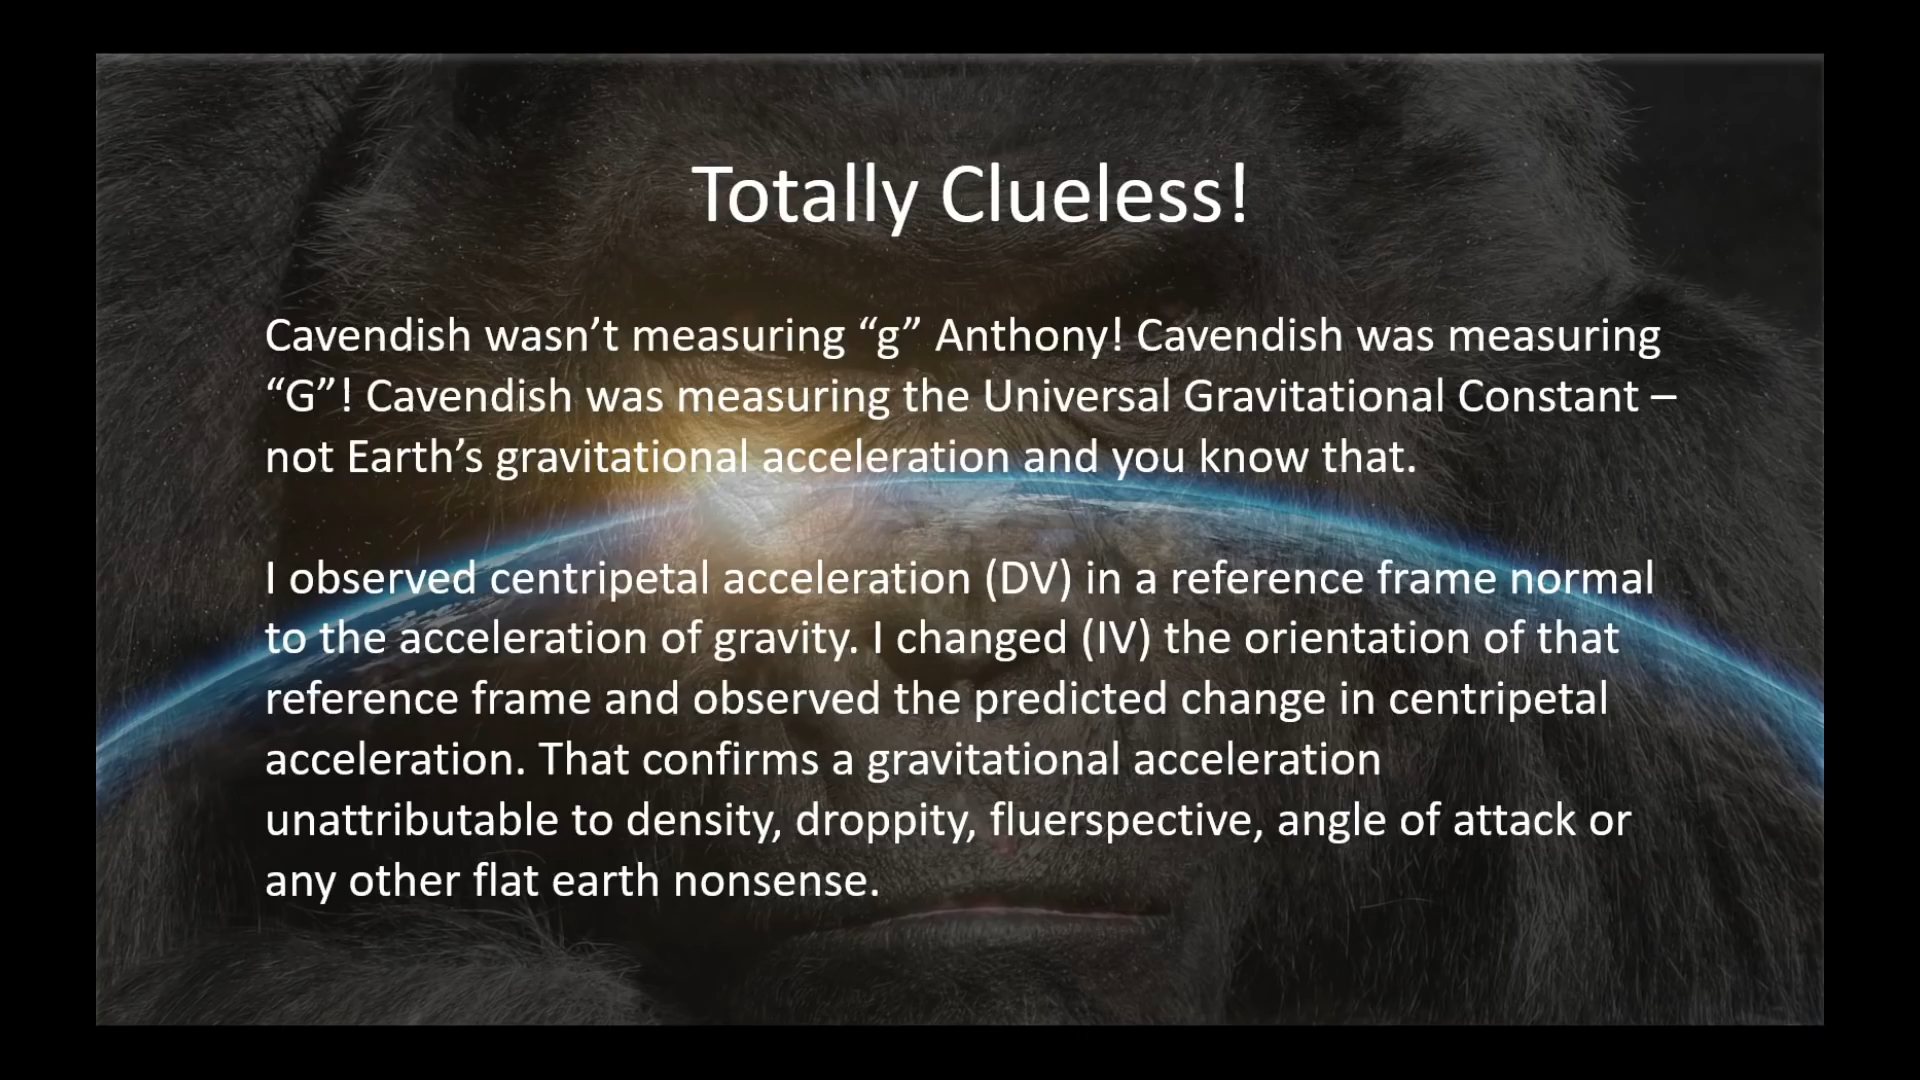 Totally Clueless!
Cavendish wasn’t measuring “g” Anthony! Cavendish was measuring
“G”! Cavendish was measuring the Universal Gravitational Constant –
not Earth’s gravitational acceleration and you know that.
I observed centripetal acceleration (DV) in a reference frame normal
to the acceleration of gravity. I changed (IV) the orientation of that
reference frame and observed the predicted change in centripetal
acceleration. That confirms a gravitational acceleration
unattributable to density, droppity, fluerspective, angle of attack or
any other flat earth nonsense.